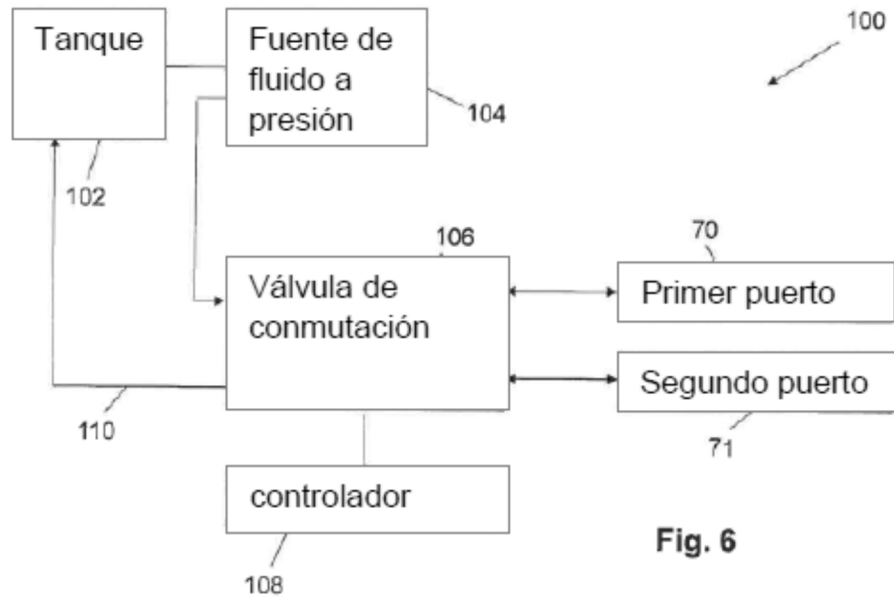 Tanque
Fuente de
fluido a
presión
100
104
102
106
70
Válvula de
conmutación
Primer puerto
Segundo puerto
110
71
controlador
Fig. 6
108